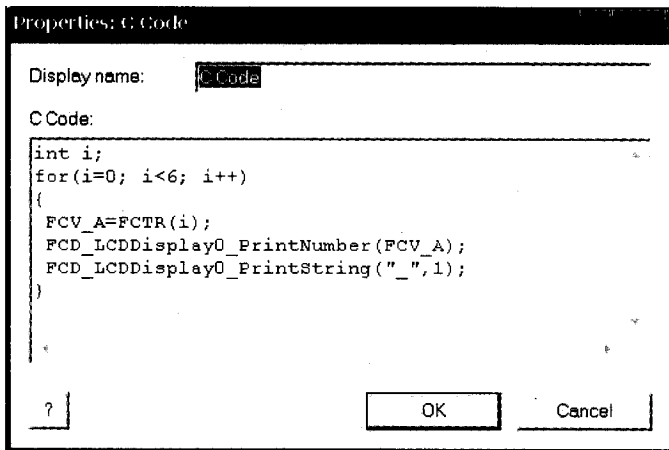 Properties: C Code
Display name: C Code
C Code:
int i;
for(i=0; i<6; i++)
{
FCV_A=FCTR(i);
FCD_LCDDisplay0_PrintNumber(FCV_A);
FCD_LCDDisplay0_PrintString("_",1);
}
? OK Cancel